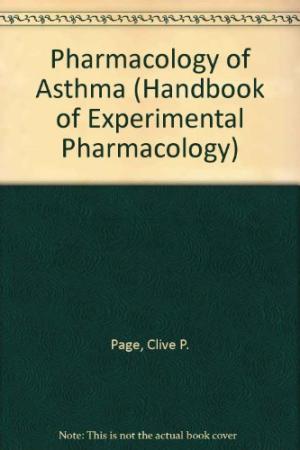 Pharmacology of
Asthma (Handbook
of Experimental
Pharmacology)
Page, Clive P.
Note: This is not the actual book cover